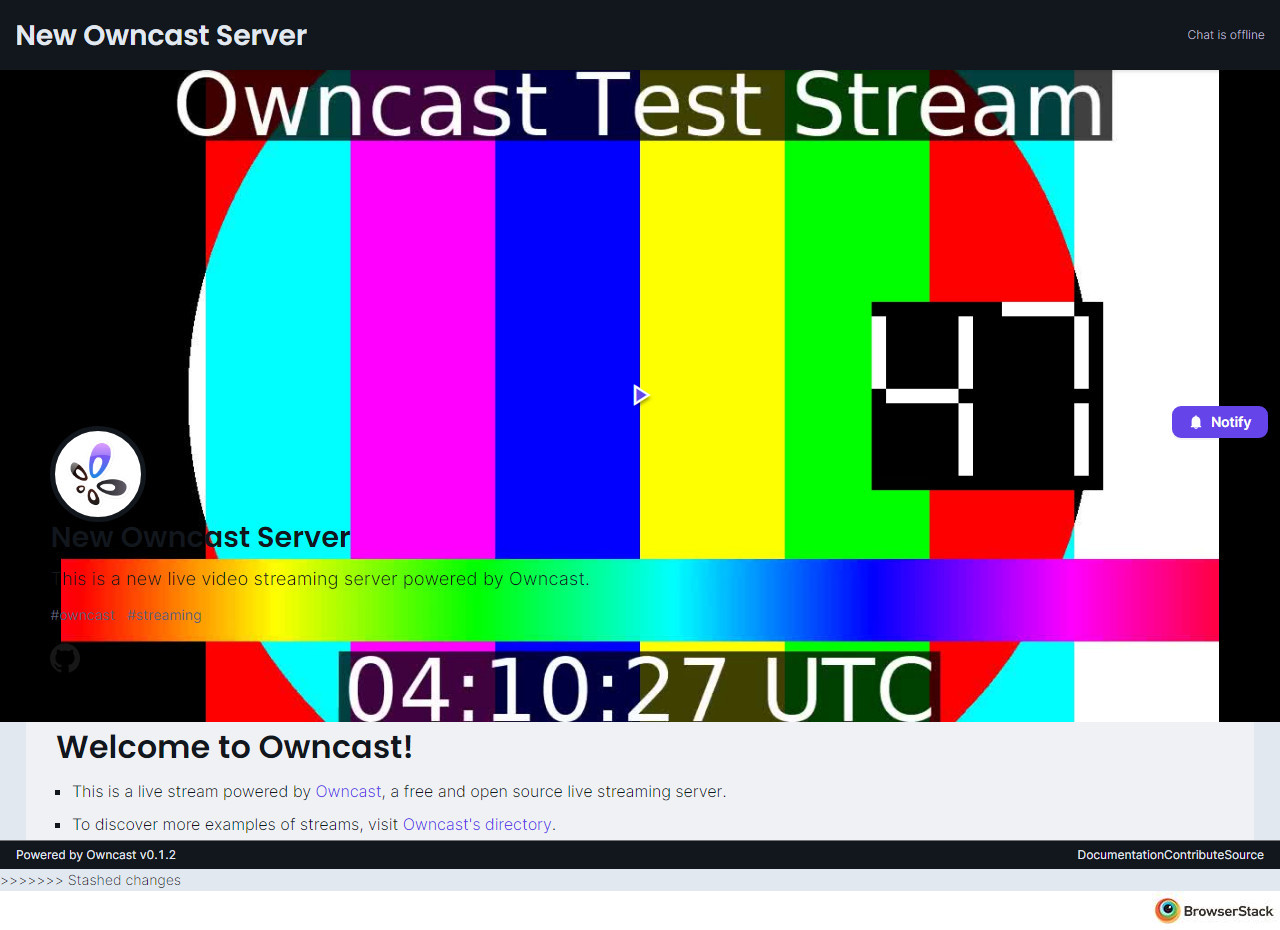 New Owncast Server
Chat is offline
Owncast Test Stream
47
Notify
New Owncast Server
This is a new live video streaming server powered by Owncast.
#owncast #streaming
04:10:27 UTC
Welcome to Owncast!
This is a live stream powered by Owncast, a free and open source live streaming server.
To discover more examples of streams, visit Owncast's directory.
Powered by Owncast v0.1.2
DocumentationContributeSource
>>>>>>> Stashed changes
BrowserStack